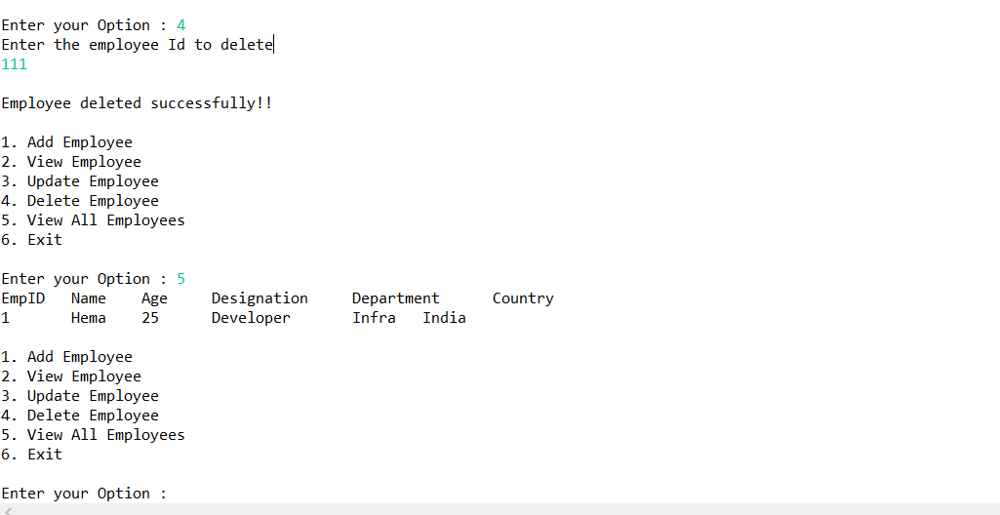 Enter your Option : 4
Enter the employee Id to delete
111
Employee deleted successfully!!
1. Add Employee
2. View Employee
3. Update Employee
4. Delete Employee
5. View All Employees
6. Exit
Enter your Option : 5
EmpID Name Age Designation Department Country
1 Hema 25 Developer Infra India
1. Add Employee
2. View Employee
3. Update Employee
4. Delete Employee
5. View All Employees
6. Exit
Enter your Option :